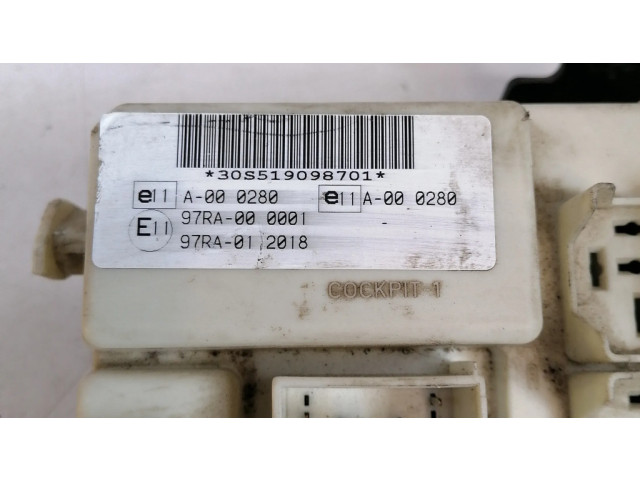 *30S519098701*
e11 A-00 0280 e11 A-00 0280
E11 97RA-00 0001
97RA-01 2018
COCKPIT-1